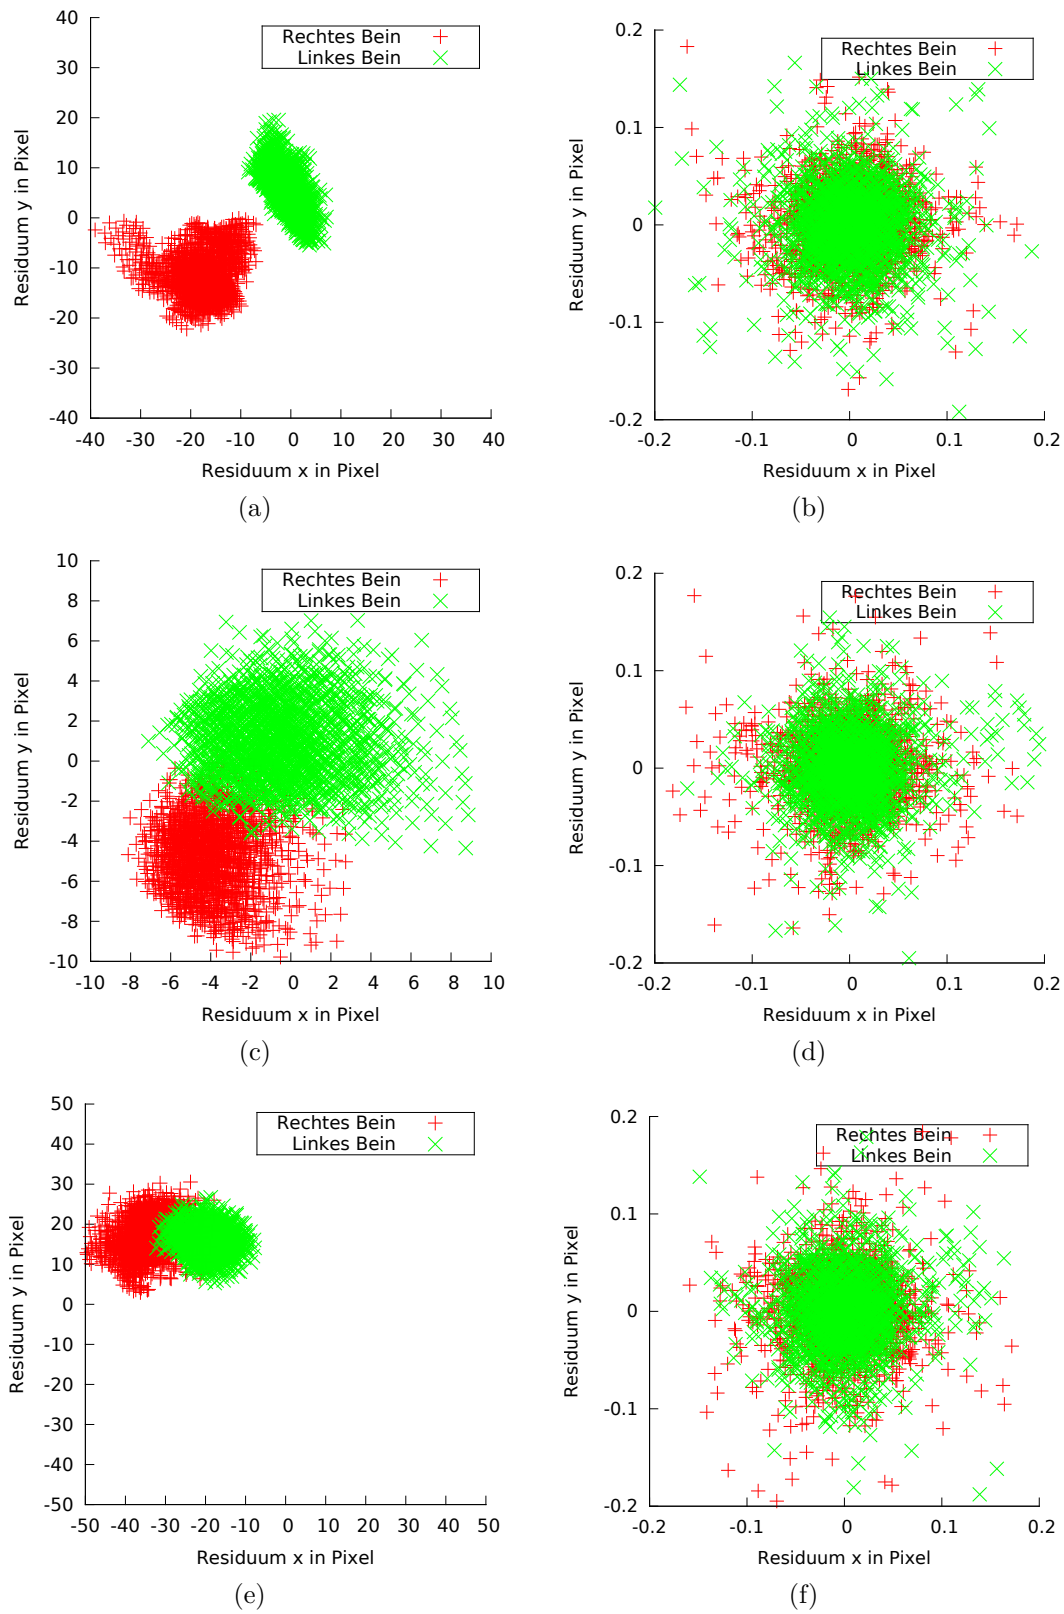 Rechtes Bein
Linkes Bein
40
30
20
10
0
-10
-20
-30
-40
-40 -30 -20 -10 0 10 20 30 40
Residuum y in Pixel
Residuum x in Pixel
(a)
Rechtes Bein
Linkes Bein
0.2
0.1
0
-0.1
-0.2
-0.2 -0.1 0 0.1 0.2
Residuum y in Pixel
Residuum x in Pixel
(b)
Rechtes Bein
Linkes Bein
10
8
6
4
2
0
-2
-4
-6
-8
-10
-10 -8 -6 -4 -2 0 2 4 6 8 10
Residuum y in Pixel
Residuum x in Pixel
(c)
Rechtes Bein
Linkes Bein
0.2
0.1
0
-0.1
-0.2
-0.2 -0.1 0 0.1 0.2
Residuum y in Pixel
Residuum x in Pixel
(d)
Rechtes Bein
Linkes Bein
50
40
30
20
10
0
-10
-20
-30
-40
-50
-50 -40 -30 -20 -10 0 10 20 30 40 50
Residuum y in Pixel
Residuum x in Pixel
(e)
Rechtes Bein
Linkes Bein
0.2
0.1
0
-0.1
-0.2
-0.2 -0.1 0 0.1 0.2
Residuum y in Pixel
Residuum x in Pixel
(f)